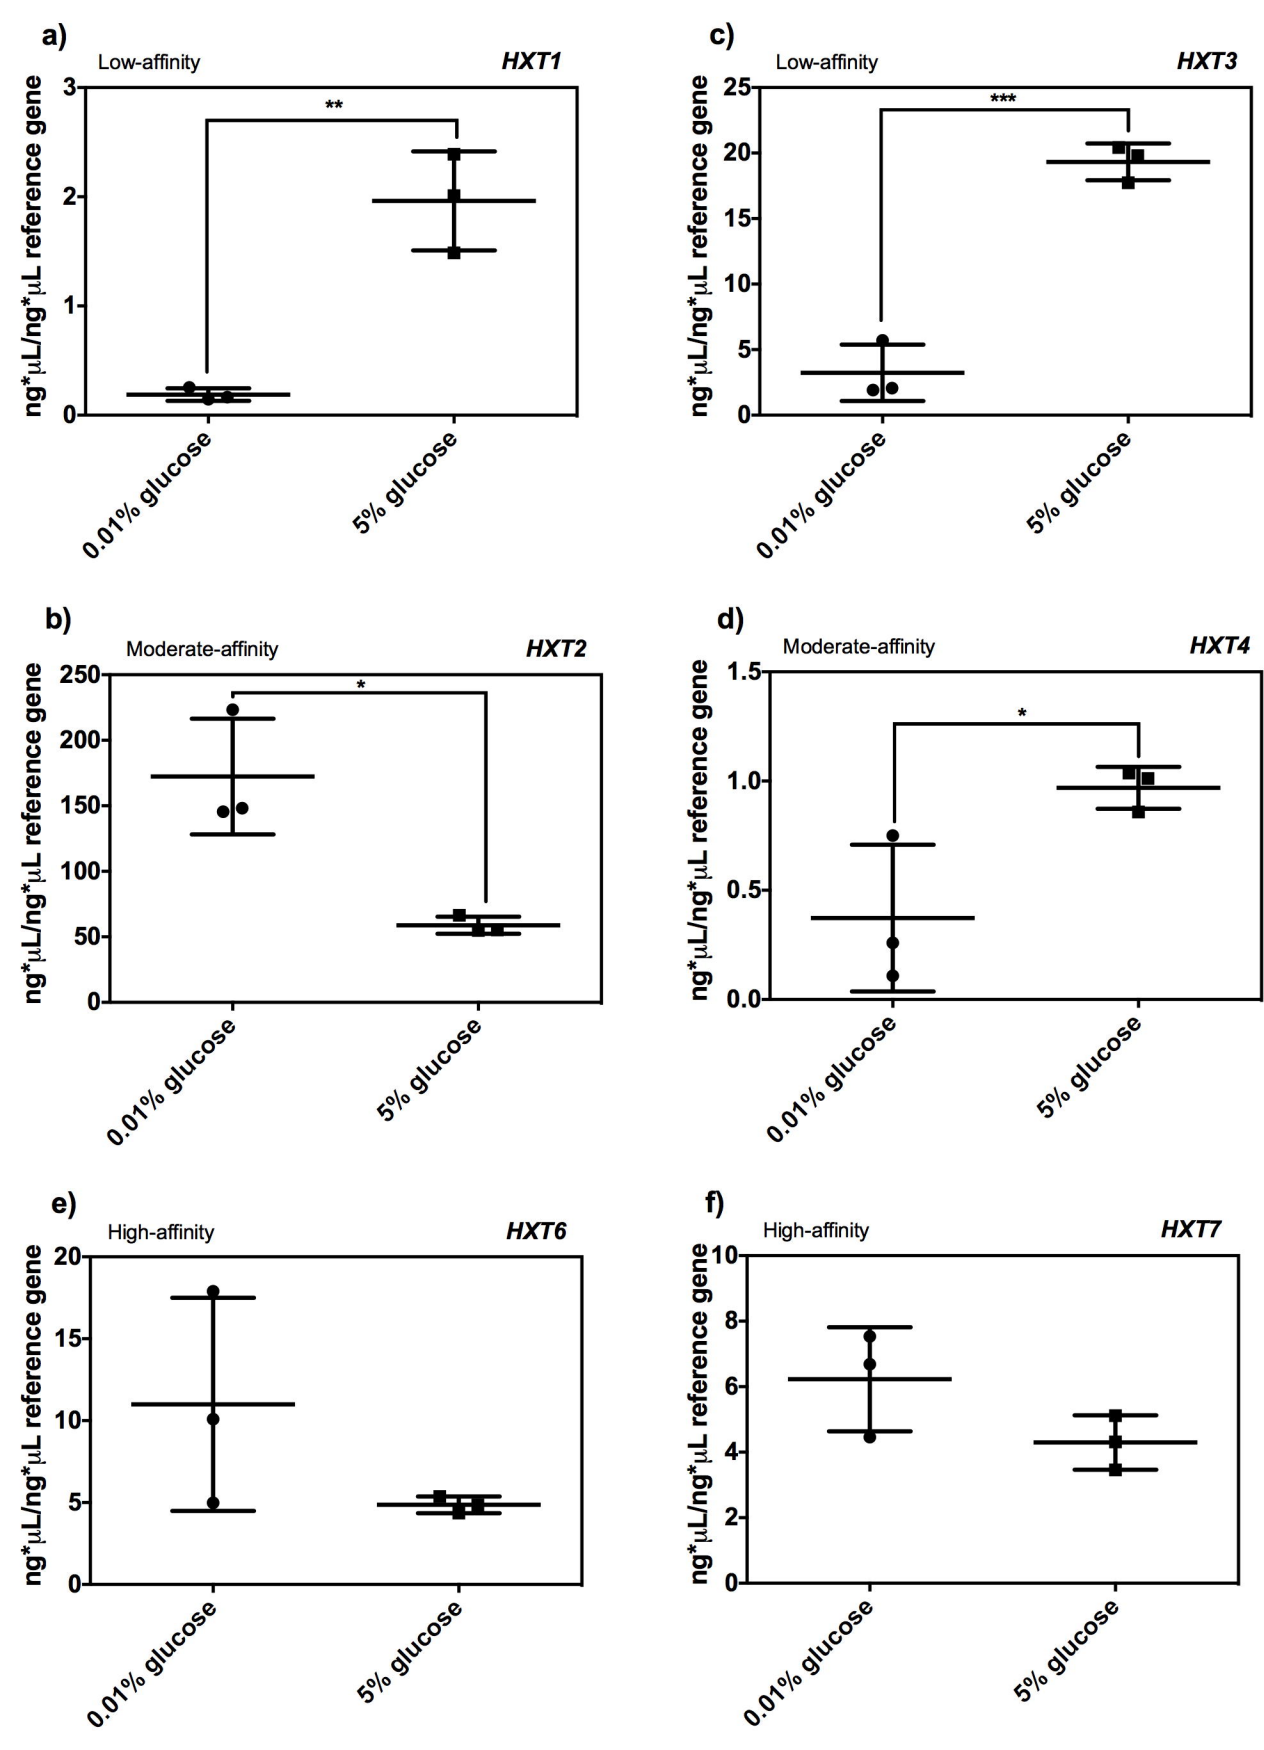 a)
Low-affinity
HXT1
ng*μL/ng*μL reference gene
3
2
1
0
**
0.01% glucose
5% glucose
c)
Low-affinity
HXT3
ng*μL/ng*μL reference gene
25
20
15
10
5
0
***
0.01% glucose
5% glucose
b)
Moderate-affinity
HXT2
ng*μL/ng*μL reference gene
250
200
150
100
50
0
*
0.01% glucose
5% glucose
d)
Moderate-affinity
HXT4
ng*μL/ng*μL reference gene
1.5
1.0
0.5
0.0
*
0.01% glucose
5% glucose
e)
High-affinity
HXT6
ng*μL/ng*μL reference gene
20
15
10
5
0
0.01% glucose
5% glucose
f)
High-affinity
HXT7
ng*μL/ng*μL reference gene
10
8
6
4
2
0
0.01% glucose
5% glucose